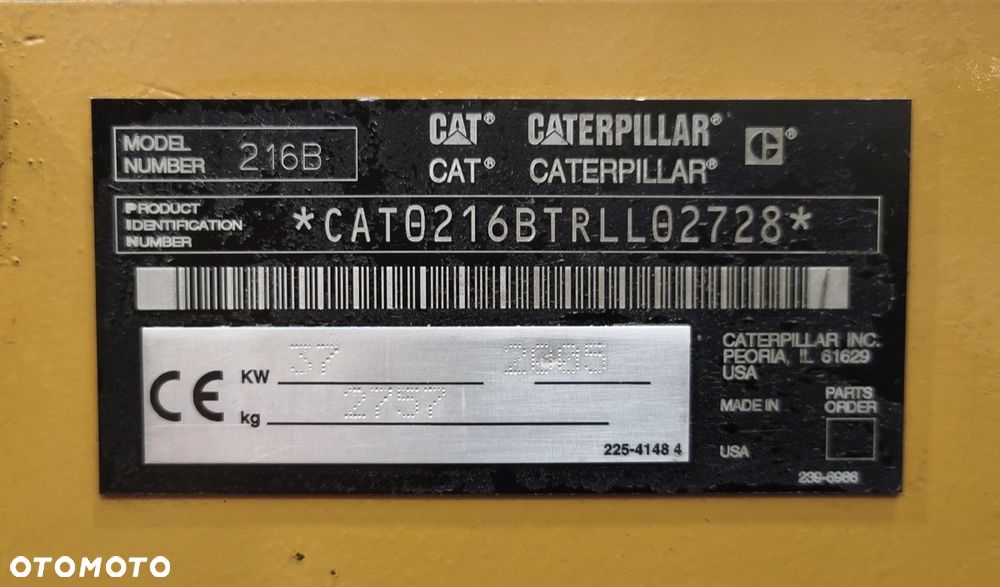 MODEL
NUMBER 216B
CAT® CATERPILLAR® ®
CAT® CATERPILLAR®
PRODUCT
IDENTIFICATION
NUMBER
*CAT0216BTRLL02728*
CE
KW 37 2005
kg 2757
225-4148 4
CATERPILLAR INC.
PEORIA, IL 61629
USA
MADE IN
USA
PARTS
ORDER
239-6986
OTOMOTO